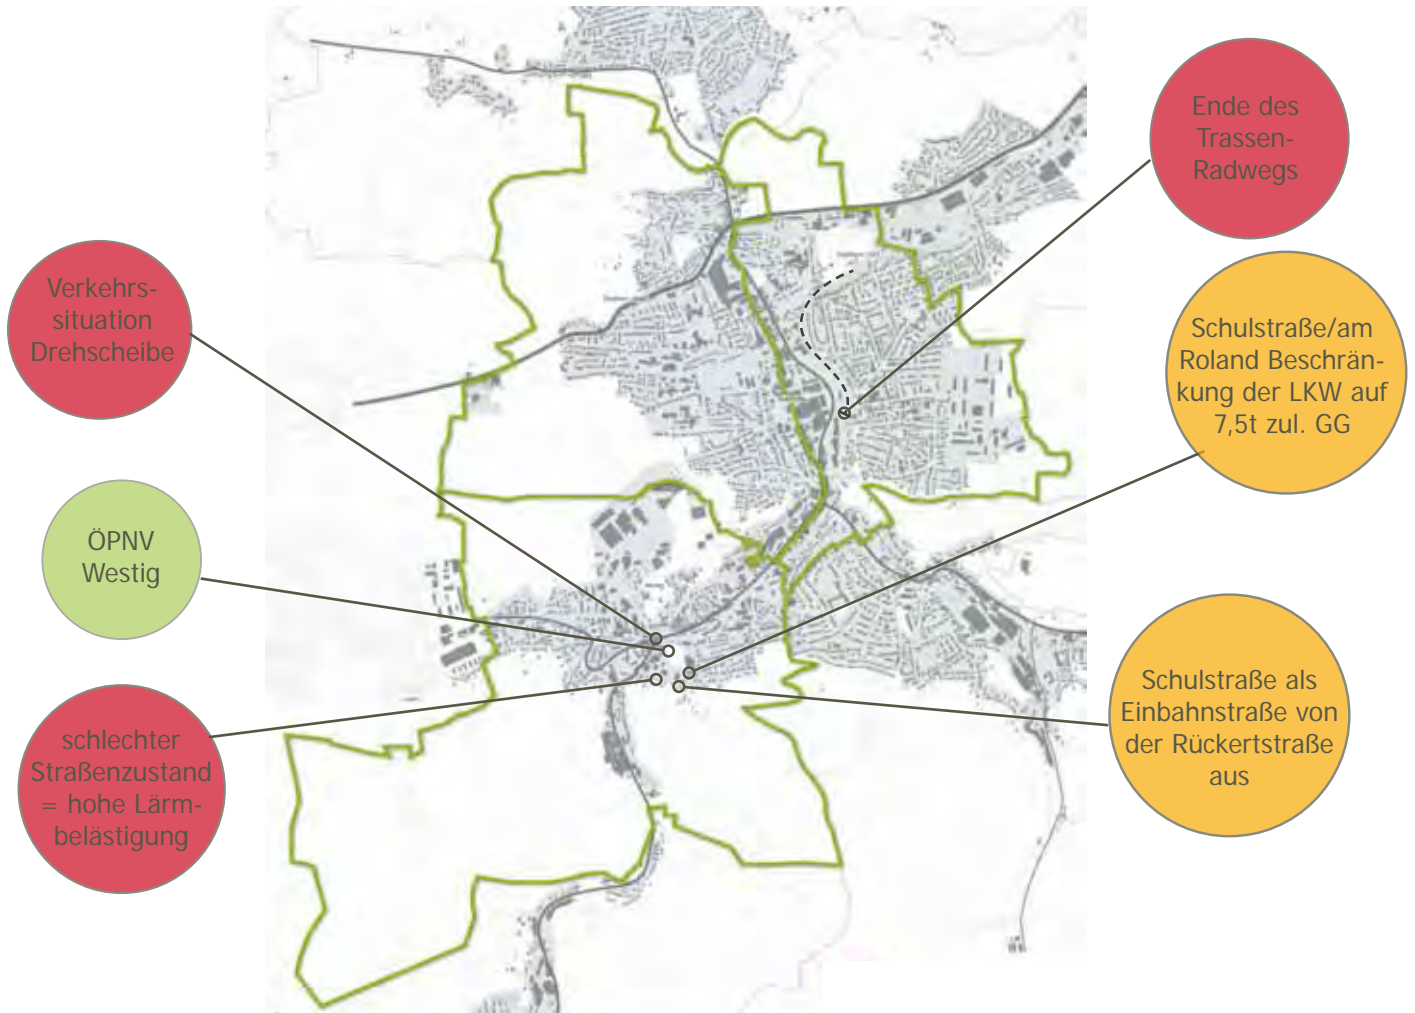 Ende des
Trassen-
Radwegs
Verkehrs-
situation
Drehscheibe
Schulstraße/am
Roland Beschrän-
kung der LKW auf
7,5t zul. GG
ÖPNV
Westig
Schulstraße als
Einbahnstraße von
der Rückertstraße
aus
schlechter
Straßenzustand
= hohe Lärm-
belästigung